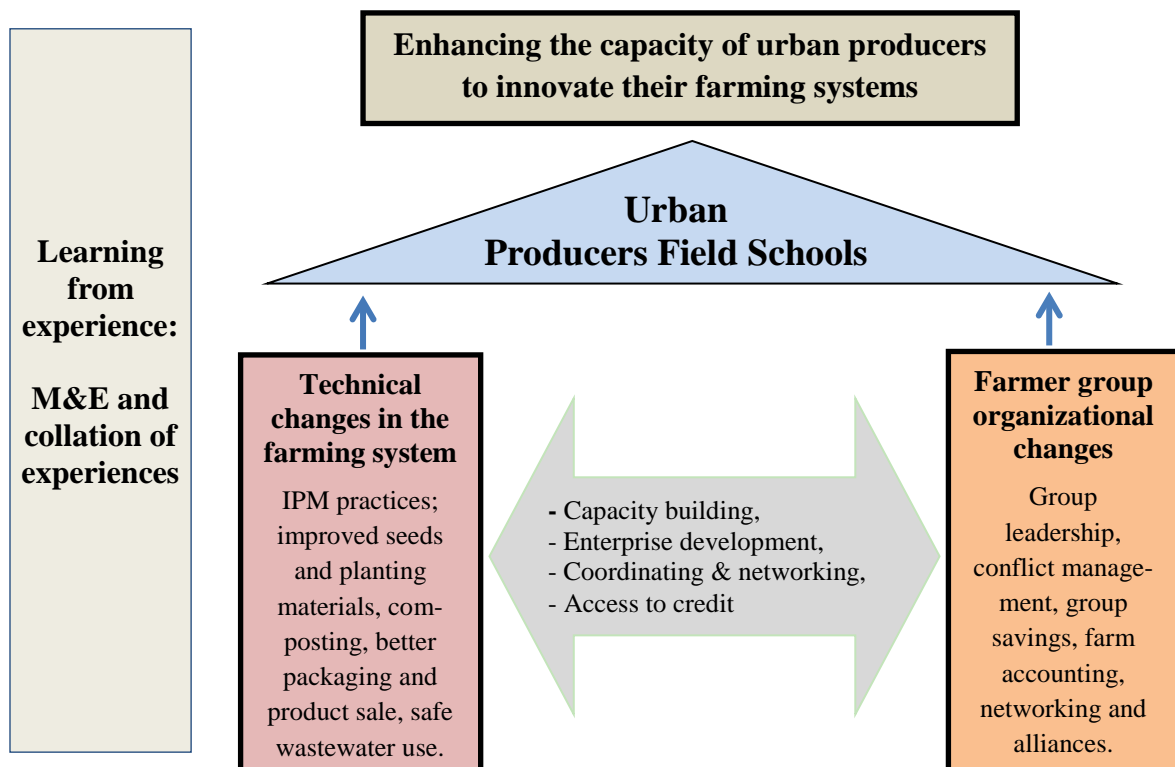 Enhancing the capacity of urban producers
to innovate their farming systems
Learning
from
experience:
M&E and
collation of
experiences
Urban
Producers Field Schools
Technical
changes in the
farming system
IPM practices;
improved seeds
and planting
materials, com-
posting, better
packaging and
product sale, safe
wastewater use.
- Capacity building,
- Enterprise development,
- Coordinating & networking,
- Access to credit
Farmer group
organizational
changes
Group
leadership,
conflict manage-
ment, group
savings, farm
accounting,
networking and
alliances.